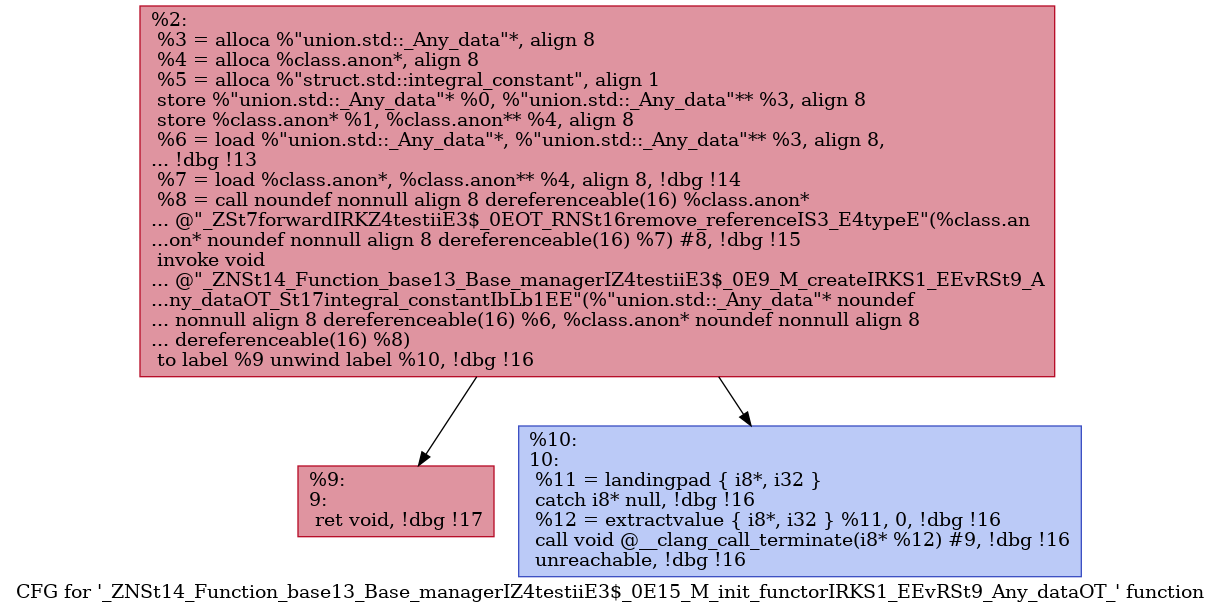 %2:
%3 = alloca %"union.std::_Any_data"*, align 8
%4 = alloca %class.anon*, align 8
%5 = alloca %"struct.std::integral_constant", align 1
store %"union.std::_Any_data"* %0, %"union.std::_Any_data"** %3, align 8
store %class.anon* %1, %class.anon** %4, align 8
%6 = load %"union.std::_Any_data"*, %"union.std::_Any_data"** %3, align 8,
... !dbg !13
%7 = load %class.anon*, %class.anon** %4, align 8, !dbg !14
%8 = call noundef nonnull align 8 dereferenceable(16) %class.anon*
... @"_ZSt7forwardIRKZ4testiiE3$_0EOT_RNSt16remove_referenceIS3_E4typeE"(%class.an
...on* noundef nonnull align 8 dereferenceable(16) %7) #8, !dbg !15
invoke void
... @"_ZNSt14_Function_base13_Base_managerIZ4testiiE3$_0E9_M_createIRKS1_EEvRSt9_A
...ny_dataOT_St17integral_constantIbLb1EE"(%"union.std::_Any_data"* noundef
... nonnull align 8 dereferenceable(16) %6, %class.anon* noundef nonnull align 8
... dereferenceable(16) %8)
to label %9 unwind label %10, !dbg !16
%9:
9:
ret void, !dbg !17
%10:
10:
%11 = landingpad { i8*, i32 }
catch i8* null, !dbg !16
%12 = extractvalue { i8*, i32 } %11, 0, !dbg !16
call void @__clang_call_terminate(i8* %12) #9, !dbg !16
unreachable, !dbg !16
CFG for '_ZNSt14_Function_base13_Base_managerIZ4testiiE3$_0E15_M_init_functorIRKS1_EEvRSt9_Any_dataOT_' function